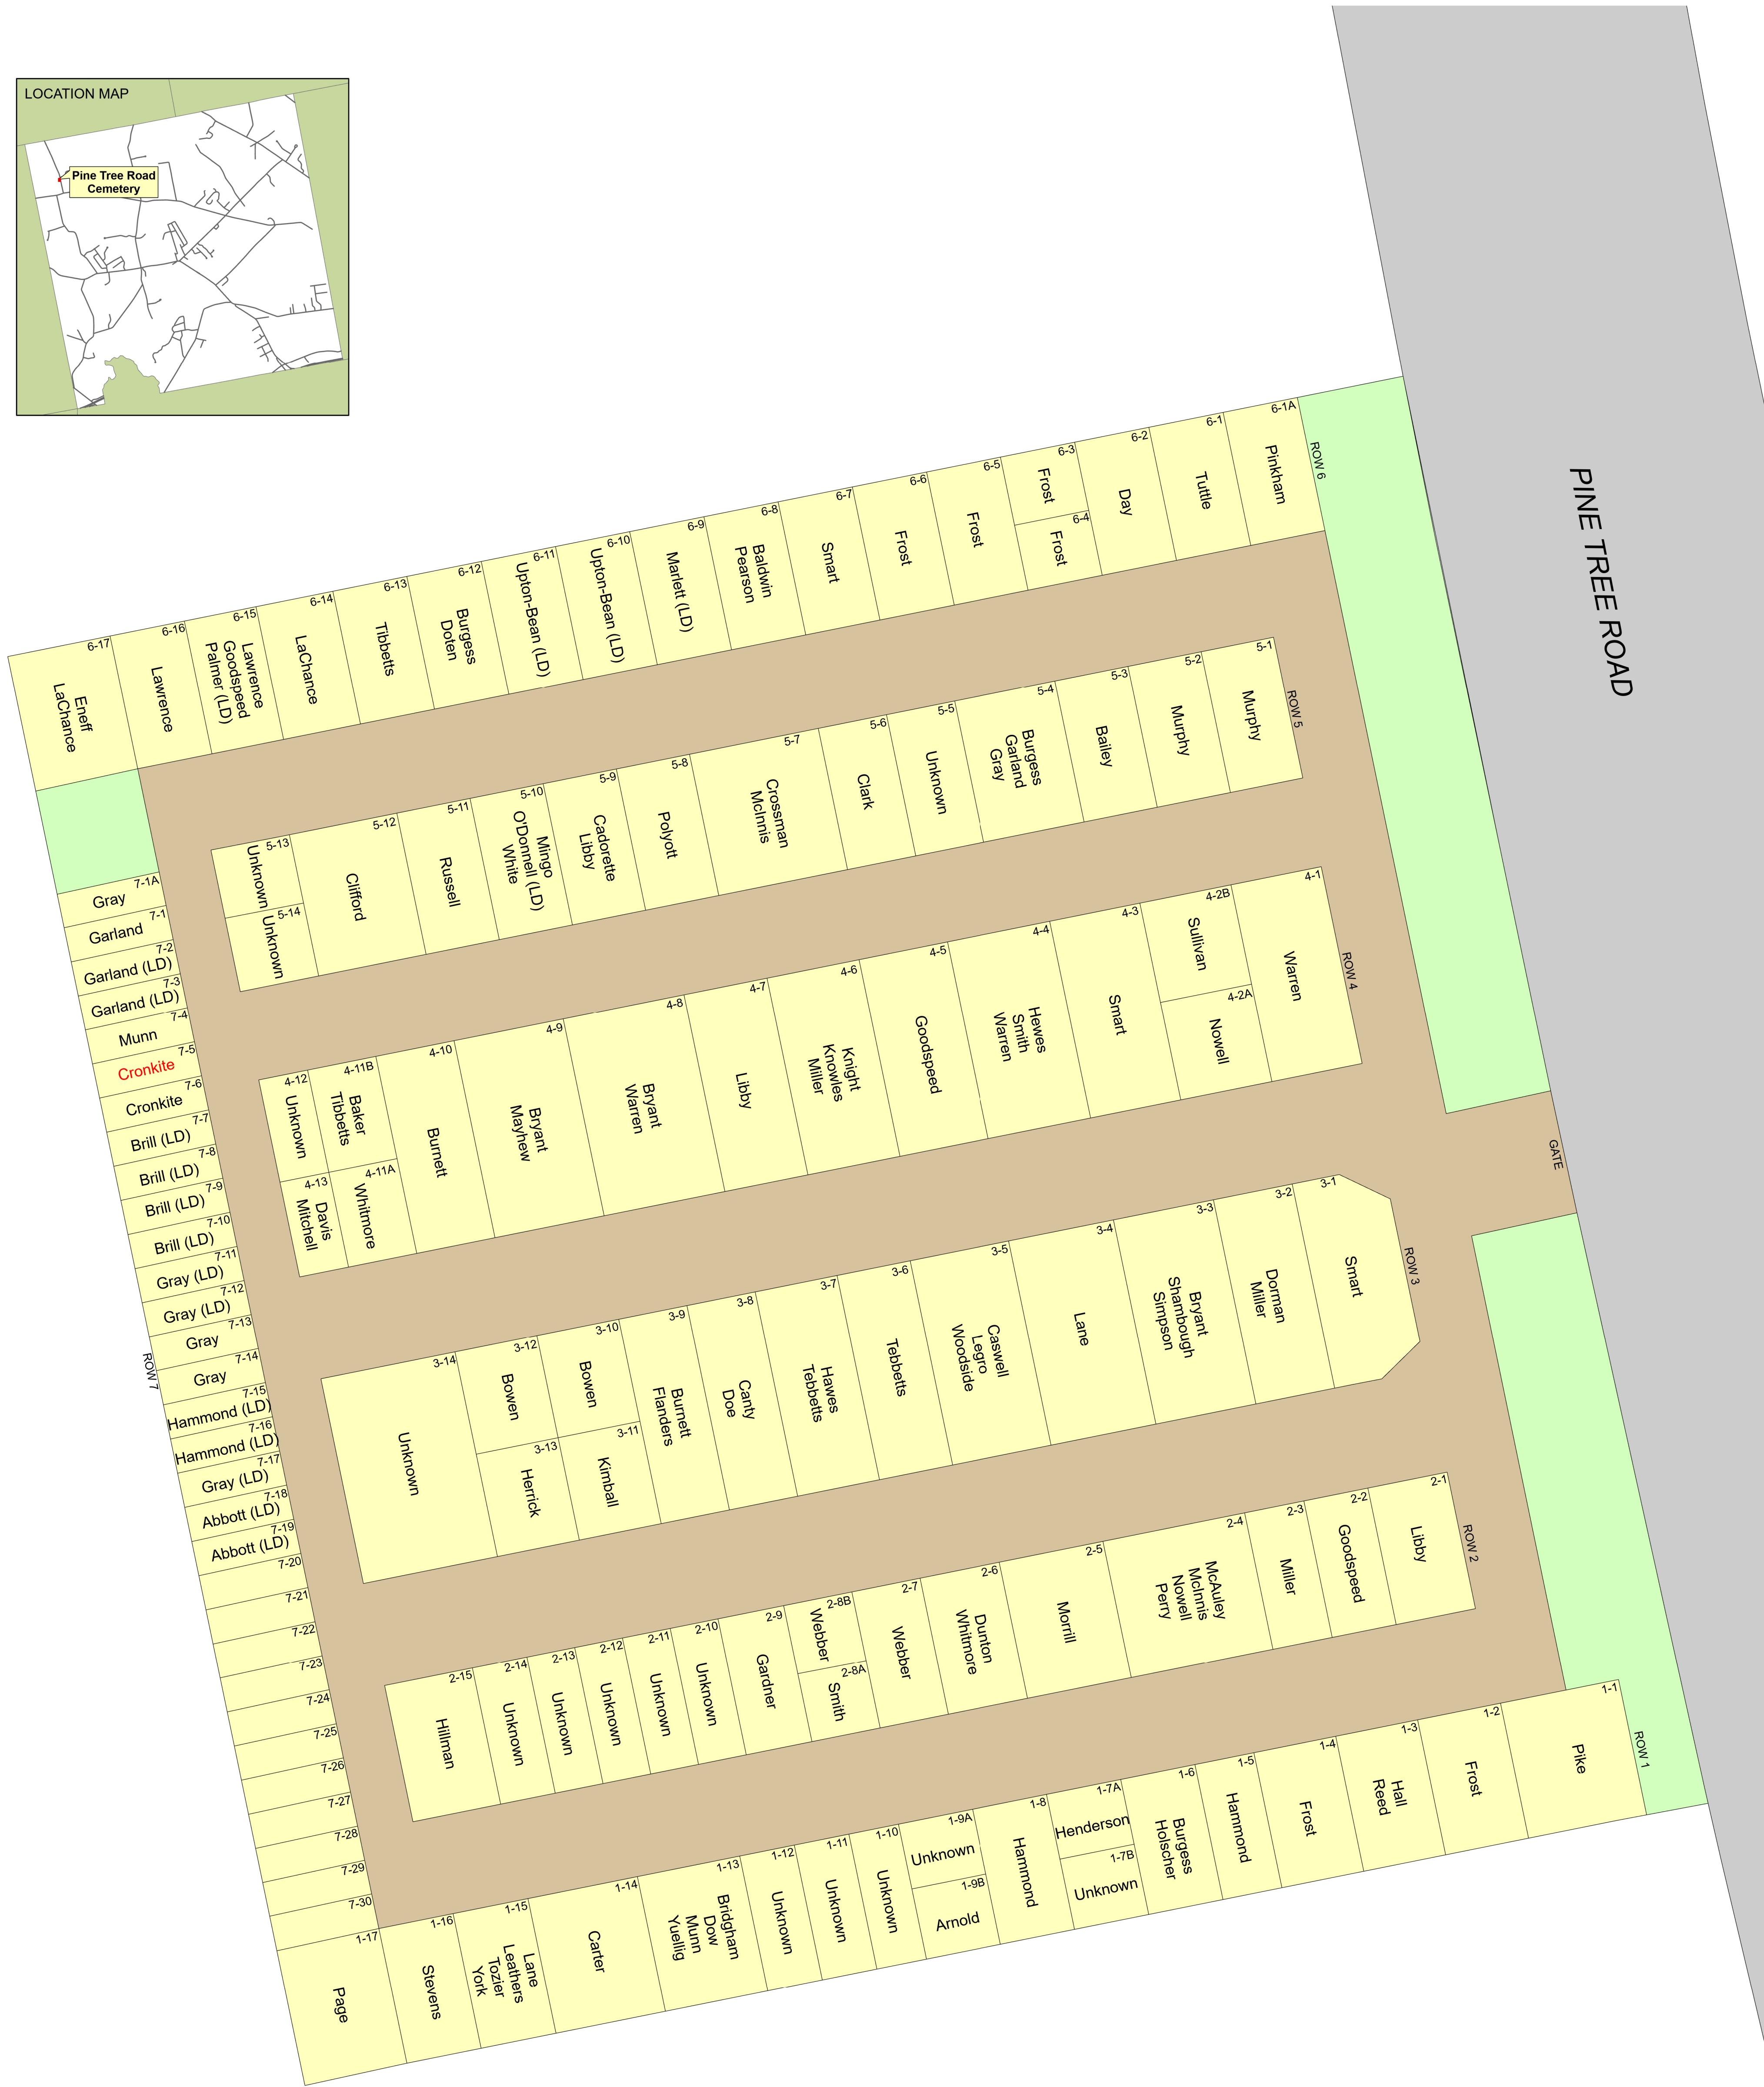 LOCATION MAP
Pine Tree Road
Cemetery
PINE TREE ROAD
GATE
ROW 6
6-1A
Pinkham
6-1
Tuttle
6-2
Day
6-3
Frost
6-4
Frost
6-5
Frost
6-6
Frost
6-7
Smart
6-8
Baldwin
Pearson
6-9
Marlett (LD)
6-10
Upton-Bean (LD)
6-11
Upton-Bean (LD)
6-12
Burgess
Doten
6-13
Tibbetts
6-14
LaChance
6-15
Lawrence
Goodspeed
Palmer (LD)
6-16
Lawrence
6-17
Eneff
LaChance
ROW 5
5-1
Murphy
5-2
Murphy
5-3
Bailey
5-4
Burgess
Garland
Gray
5-5
Unknown
5-6
Clark
5-7
Crossman
McInnis
5-8
Polyott
5-9
Cadorette
Libby
5-10
Mingo
O'Donnell (LD)
White
5-11
Russell
5-12
Clifford
5-13
Unknown
5-14
Unknown
ROW 4
4-1
Warren
4-2B
Sullivan
4-2A
Nowell
4-3
Smart
4-4
Hewes
Smith
Warren
4-5
Goodspeed
4-6
Knight
Knowles
Miller
4-7
Libby
4-8
Bryant
Warren
4-9
Bryant
Mayhew
4-10
Burnett
4-11B
Baker
Tibbetts
4-11A
Whitmore
4-12
Unknown
4-13
Davis
Mitchell
ROW 3
3-1
Smart
3-2
Dorman
Miller
3-3
Bryant
Shambough
Simpson
3-4
Lane
3-5
Caswell
Legro
Woodside
3-6
Tebbetts
3-7
Hawes
Tebbetts
3-8
Canty
Doe
3-9
Burnett
Flanders
3-10
Bowen
3-11
Kimball
3-12
Bowen
3-13
Herrick
3-14
Unknown
ROW 2
2-1
Libby
2-2
Goodspeed
2-3
Miller
2-4
McAuley
McInnis
Nowell
Perry
2-5
Morrill
2-6
Dunton
Whitmore
2-7
Webber
2-8B
Webber
2-8A
Smith
2-9
Gardner
2-10
Unknown
2-11
Unknown
2-12
Unknown
2-13
Unknown
2-14
Unknown
2-15
Hillman
ROW 1
1-1
Pike
1-2
Frost
1-3
Hall
Reed
1-4
Frost
1-5
Hammond
1-6
Burgess
Holscher
1-7A
Henderson
1-7B
Unknown
1-8
Hammond
1-9A
Unknown
1-9B
Arnold
1-10
Unknown
1-11
Unknown
1-12
Unknown
1-13
Bridgham
Dow
Munn
Yuellig
1-14
Carter
1-15
Lane
Leathers
Tozier
York
1-16
Stevens
1-17
Page
ROW 7
7-1A
Gray
7-1
Garland
7-2
Garland (LD)
7-3
Garland (LD)
7-4
Munn
7-5
Cronkite
7-6
Cronkite
7-7
Brill (LD)
7-8
Brill (LD)
7-9
Brill (LD)
7-10
Brill (LD)
7-11
Gray (LD)
7-12
Gray (LD)
7-13
Gray
7-14
Gray
7-15
Hammond (LD)
7-16
Hammond (LD)
7-17
Gray (LD)
7-18
Abbott (LD)
7-19
Abbott (LD)
7-20
7-21
7-22
7-23
7-24
7-25
7-26
7-27
7-28
7-29
7-30